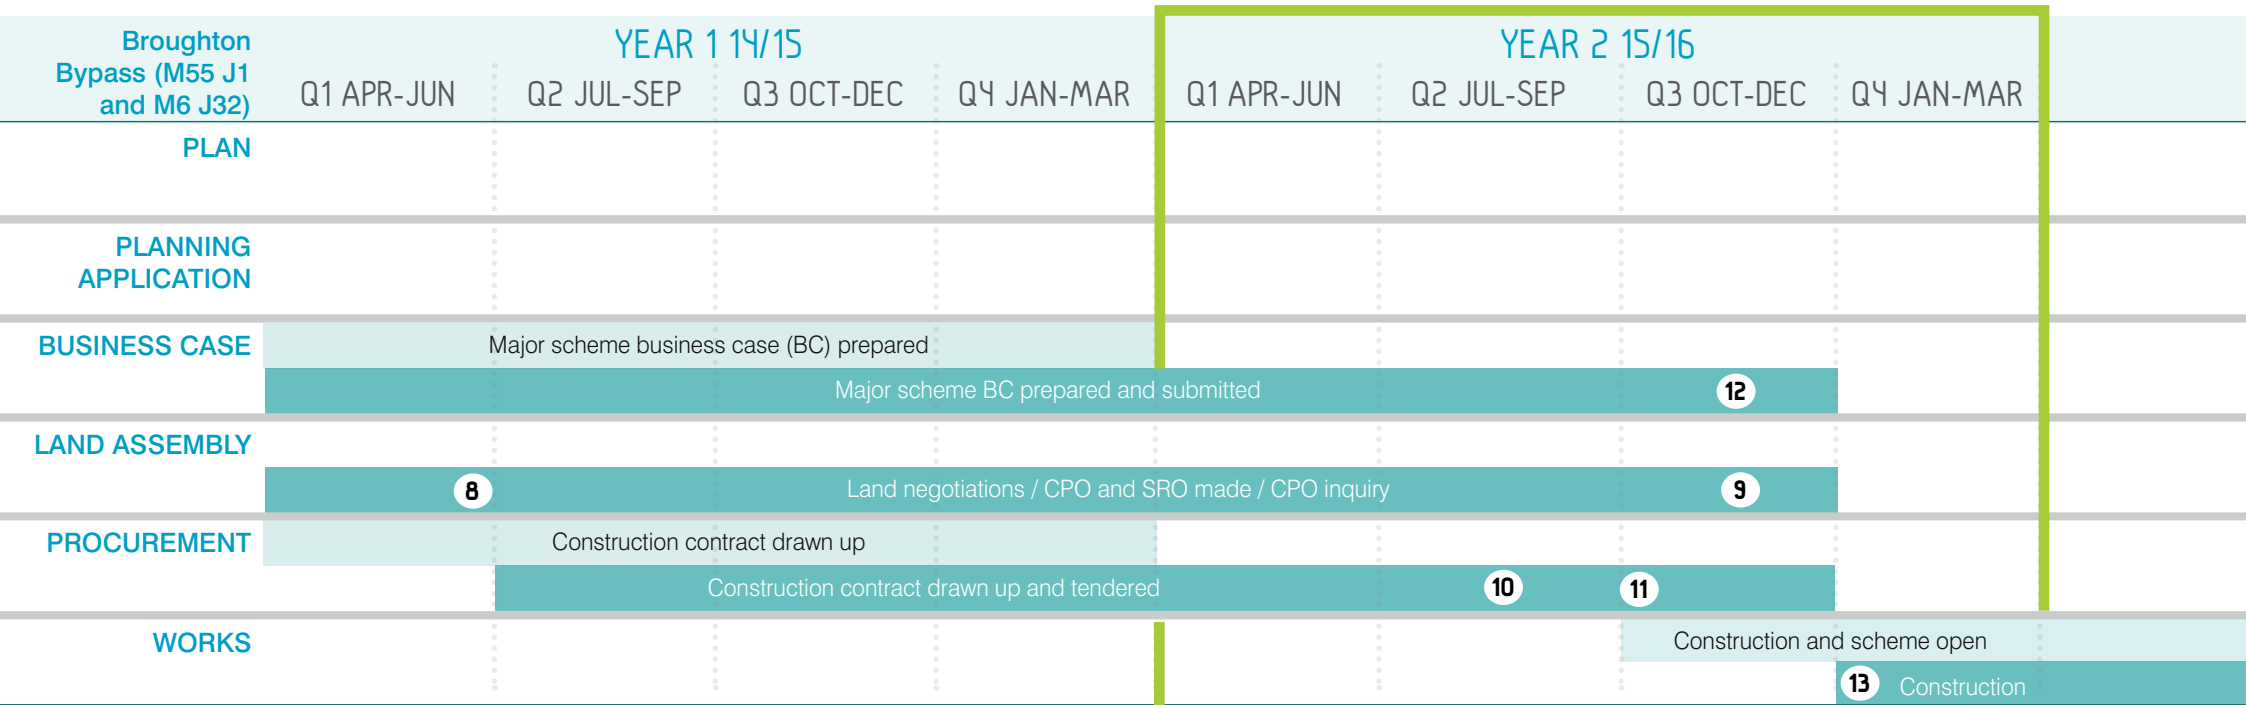 Broughton
Bypass (M55 J1
and M6 J32)
YEAR 1 14/15
YEAR 2 15/16
Q1 APR-JUN
Q2 JUL-SEP
Q3 OCT-DEC
Q4 JAN-MAR
Q1 APR-JUN
Q2 JUL-SEP
Q3 OCT-DEC
Q4 JAN-MAR
PLAN
PLANNING
APPLICATION
BUSINESS CASE
Major scheme business case (BC) prepared
Major scheme BC prepared and submitted
12
LAND ASSEMBLY
8
Land negotiations / CPO and SRO made / CPO inquiry
9
PROCUREMENT
Construction contract drawn up
Construction contract drawn up and tendered
10
11
WORKS
Construction and scheme open
13
Construction